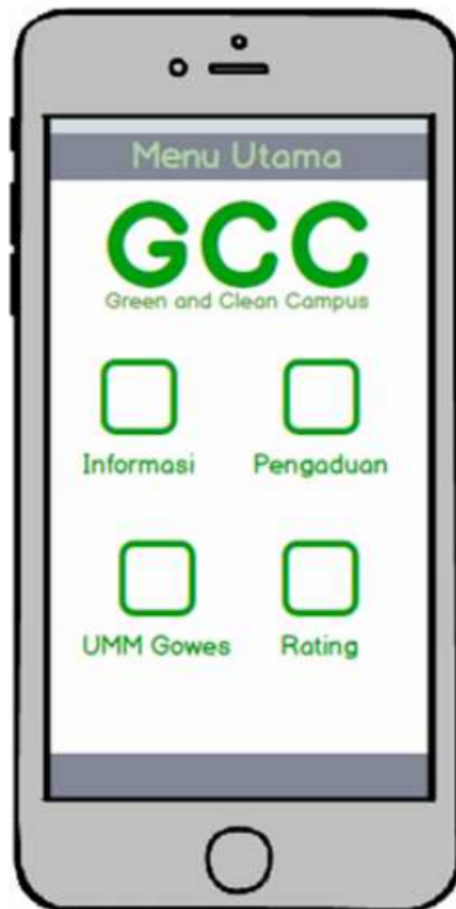 Menu Utama
GCC
Green and Clean Campus
Informasi Pengaduan
UMM Gowes Rating